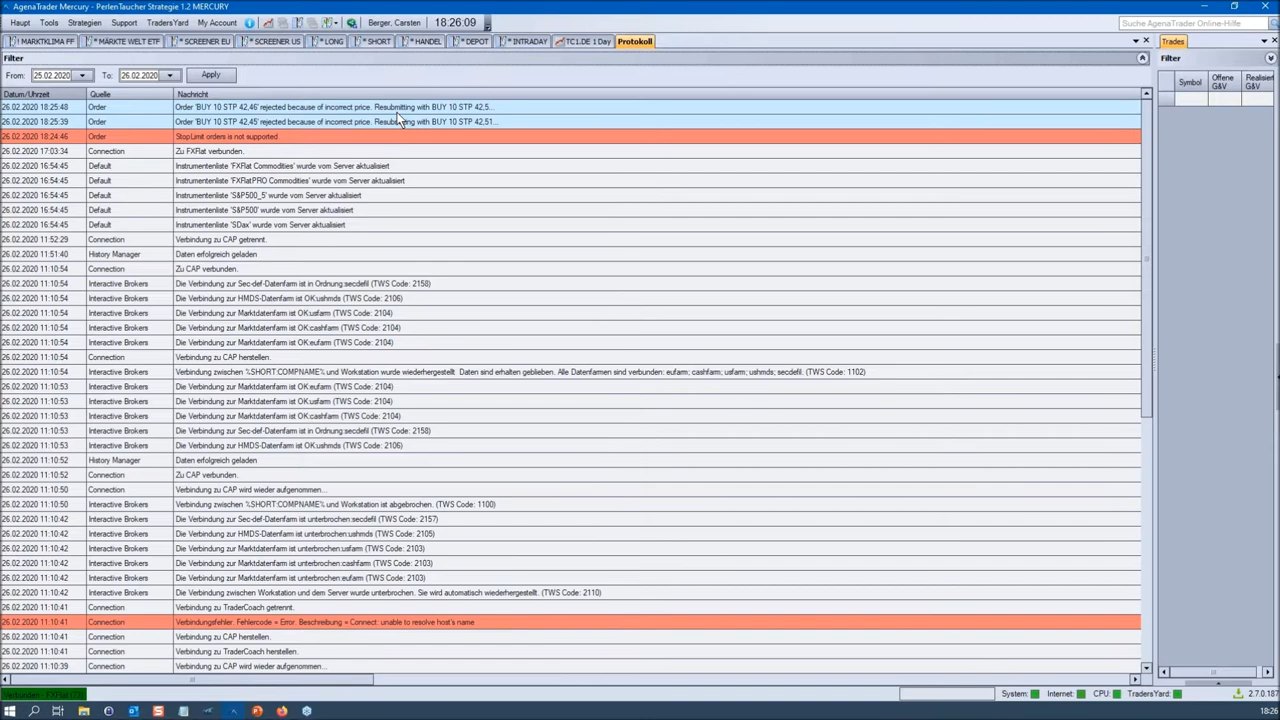 AgenaTrader Mercury - PerlenTaucher Strategie 1.2 MERCURY
Haupt Tools Strategien Support TradersYard My Account Berger, Carsten 18:26:09
Suche AgenaTrader Online-Hilfe
! MARKTKLIMA FF * MÄRKTE WELT ETF * SCREENER EU * SCREENER US * LONG * SHORT * HANDEL * DEPOT * INTRADAY TC1.DE 1 Day Protokoll
Trades
Filter
Filter
From: 25.02.2020 To: 26.02.2020 Apply
Symbol Offene G&V Realisiert G&V
Datum/Uhrzeit Quelle Nachricht
26.02.2020 18:25:48 Order Order 'BUY 10 STP 42,46' rejected because of incorrect price. Resubmitting with BUY 10 STP 42,5...
26.02.2020 18:25:39 Order Order 'BUY 10 STP 42,45' rejected because of incorrect price. Resubmitting with BUY 10 STP 42,51...
26.02.2020 18:24:46 Order StopLimit orders is not supported.
26.02.2020 17:03:34 Connection Zu FXFlat verbunden.
26.02.2020 16:54:45 Default Instrumentenliste 'FXFlat Commodities' wurde vom Server aktualisiert
26.02.2020 16:54:45 Default Instrumentenliste 'FXFlatPRO Commodities' wurde vom Server aktualisiert
26.02.2020 16:54:45 Default Instrumentenliste 'S&P500_5' wurde vom Server aktualisiert
26.02.2020 16:54:45 Default Instrumentenliste 'S&P500' wurde vom Server aktualisiert
26.02.2020 16:54:45 Default Instrumentenliste 'SDax' wurde vom Server aktualisiert
26.02.2020 11:52:29 Connection Verbindung zu CAP getrennt.
26.02.2020 11:51:40 History Manager Daten erfolgreich geladen
26.02.2020 11:10:54 Connection Zu CAP verbunden.
26.02.2020 11:10:54 Interactive Brokers Die Verbindung zur Sec-def-Datenfarm ist in Ordnung:secdefil (TWS Code: 2158)
26.02.2020 11:10:54 Interactive Brokers Die Verbindung zur HMDS-Datenfarm ist OK:ushmds (TWS Code: 2106)
26.02.2020 11:10:54 Interactive Brokers Die Verbindung zur Marktdatenfarm ist OK:usfarm (TWS Code: 2104)
26.02.2020 11:10:54 Interactive Brokers Die Verbindung zur Marktdatenfarm ist OK:cashfarm (TWS Code: 2104)
26.02.2020 11:10:54 Interactive Brokers Die Verbindung zur Marktdatenfarm ist OK:eufarm (TWS Code: 2104)
26.02.2020 11:10:54 Connection Verbindung zu CAP herstellen.
26.02.2020 11:10:54 Interactive Brokers Verbindung zwischen %SHORT:COMPNAME% und Workstation wurde wiederhergestellt Daten sind erhalten geblieben. Alle Datenfarmen sind verbunden: eufarm; cashfarm; usfarm; ushmds; secdefil. (TWS Code: 1102)
26.02.2020 11:10:53 Interactive Brokers Die Verbindung zur Marktdatenfarm ist OK:eufarm (TWS Code: 2104)
26.02.2020 11:10:53 Interactive Brokers Die Verbindung zur Marktdatenfarm ist OK:usfarm (TWS Code: 2104)
26.02.2020 11:10:53 Interactive Brokers Die Verbindung zur Marktdatenfarm ist OK:cashfarm (TWS Code: 2104)
26.02.2020 11:10:53 Interactive Brokers Die Verbindung zur Sec-def-Datenfarm ist in Ordnung:secdefil (TWS Code: 2158)
26.02.2020 11:10:53 Interactive Brokers Die Verbindung zur HMDS-Datenfarm ist OK:ushmds (TWS Code: 2106)
26.02.2020 11:10:53 History Manager Daten erfolgreich geladen
26.02.2020 11:10:52 Connection Zu CAP verbunden.
26.02.2020 11:10:50 Connection Verbindung zu CAP wird wieder aufgenommen...
26.02.2020 11:10:50 Interactive Brokers Verbindung zwischen %SHORT:COMPNAME% und Workstation ist abgebrochen. (TWS Code: 1100)
26.02.2020 11:10:42 Interactive Brokers Die Verbindung zur Sec-def-Datenfarm ist unterbrochen:secdefil (TWS Code: 2157)
26.02.2020 11:10:42 Interactive Brokers Die Verbindung zur HMDS-Datenfarm ist unterbrochen:ushmds (TWS Code: 2105)
26.02.2020 11:10:42 Interactive Brokers Die Verbindung zur Marktdatenfarm ist unterbrochen:usfarm (TWS Code: 2103)
26.02.2020 11:10:42 Interactive Brokers Die Verbindung zur Marktdatenfarm ist unterbrochen:cashfarm (TWS Code: 2103)
26.02.2020 11:10:42 Interactive Brokers Die Verbindung zur Marktdatenfarm ist unterbrochen:eufarm (TWS Code: 2103)
26.02.2020 11:10:42 Interactive Brokers Die Verbindung zwischen Workstation und dem Server wurde unterbrochen. Sie wird automatisch wiederhergestellt. (TWS Code: 2110)
26.02.2020 11:10:41 Connection Verbindung zu TraderCoach getrennt.
26.02.2020 11:10:41 Connection Verbindungsfehler: Fehlercode = Error. Beschreibung = Connect: unable to resolve host's name
26.02.2020 11:10:41 Connection Verbindung zu CAP herstellen.
26.02.2020 11:10:41 Connection Verbindung zu TraderCoach herstellen.
26.02.2020 11:10:39 Connection Verbindung zu CAP wird wieder aufgenommen...
Verbunden - FXFlat
System: Internet: CPU: TradersYard: 2.7.0.187
18:26